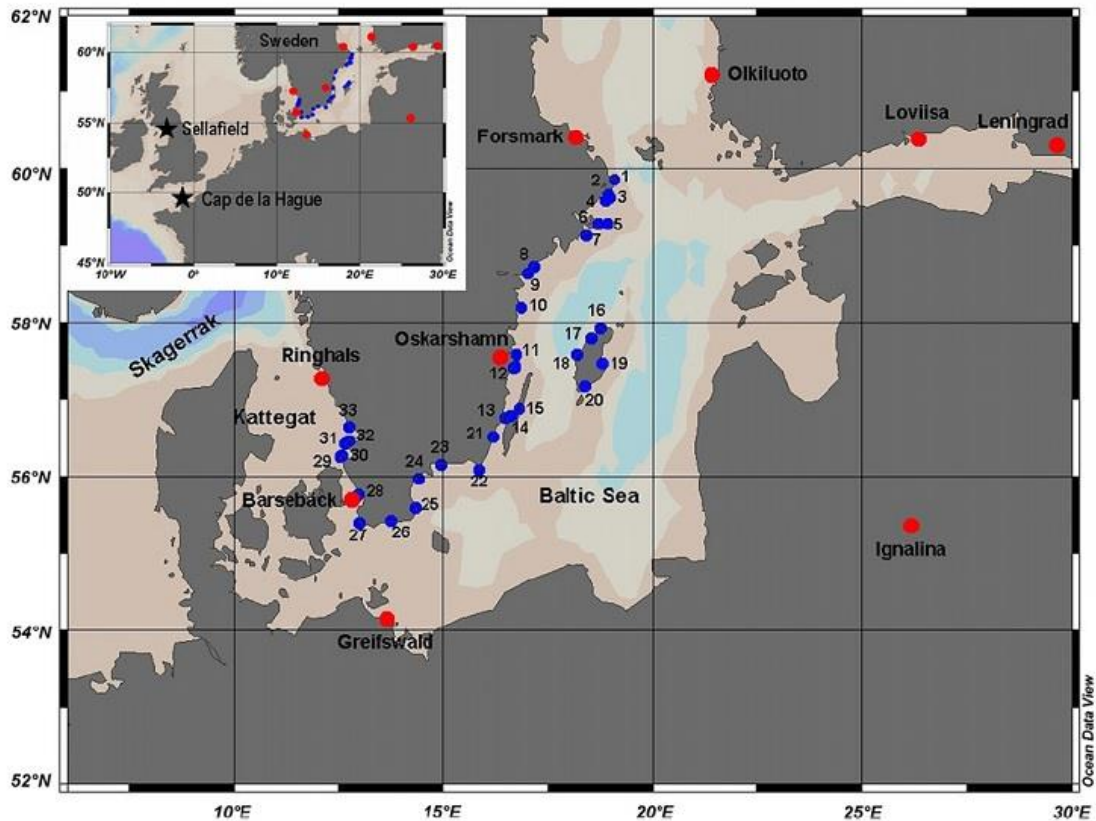 62°N
60°N
58°N
56°N
54°N
52°N
10°E
15°E
20°E
25°E
30°E
60°N
55°N
50°N
45°N
10°W
0°
10°E
20°E
30°E
Sweden
Sellafield
Cap de la Hague
Ocean Data View
Olkiluoto
Loviisa
Leningrad
Forsmark
1
2
3
4
5
6
7
8
9
10
Skagerrak
Oskarshamn
Ringhals
16
17
11
18
19
12
20
Kattegat
33
13
15
14
31
32
21
30
29
23
24
22
28
Barsebäck
25
Baltic Sea
27
26
Ignalina
Greifswald
Ocean Data View